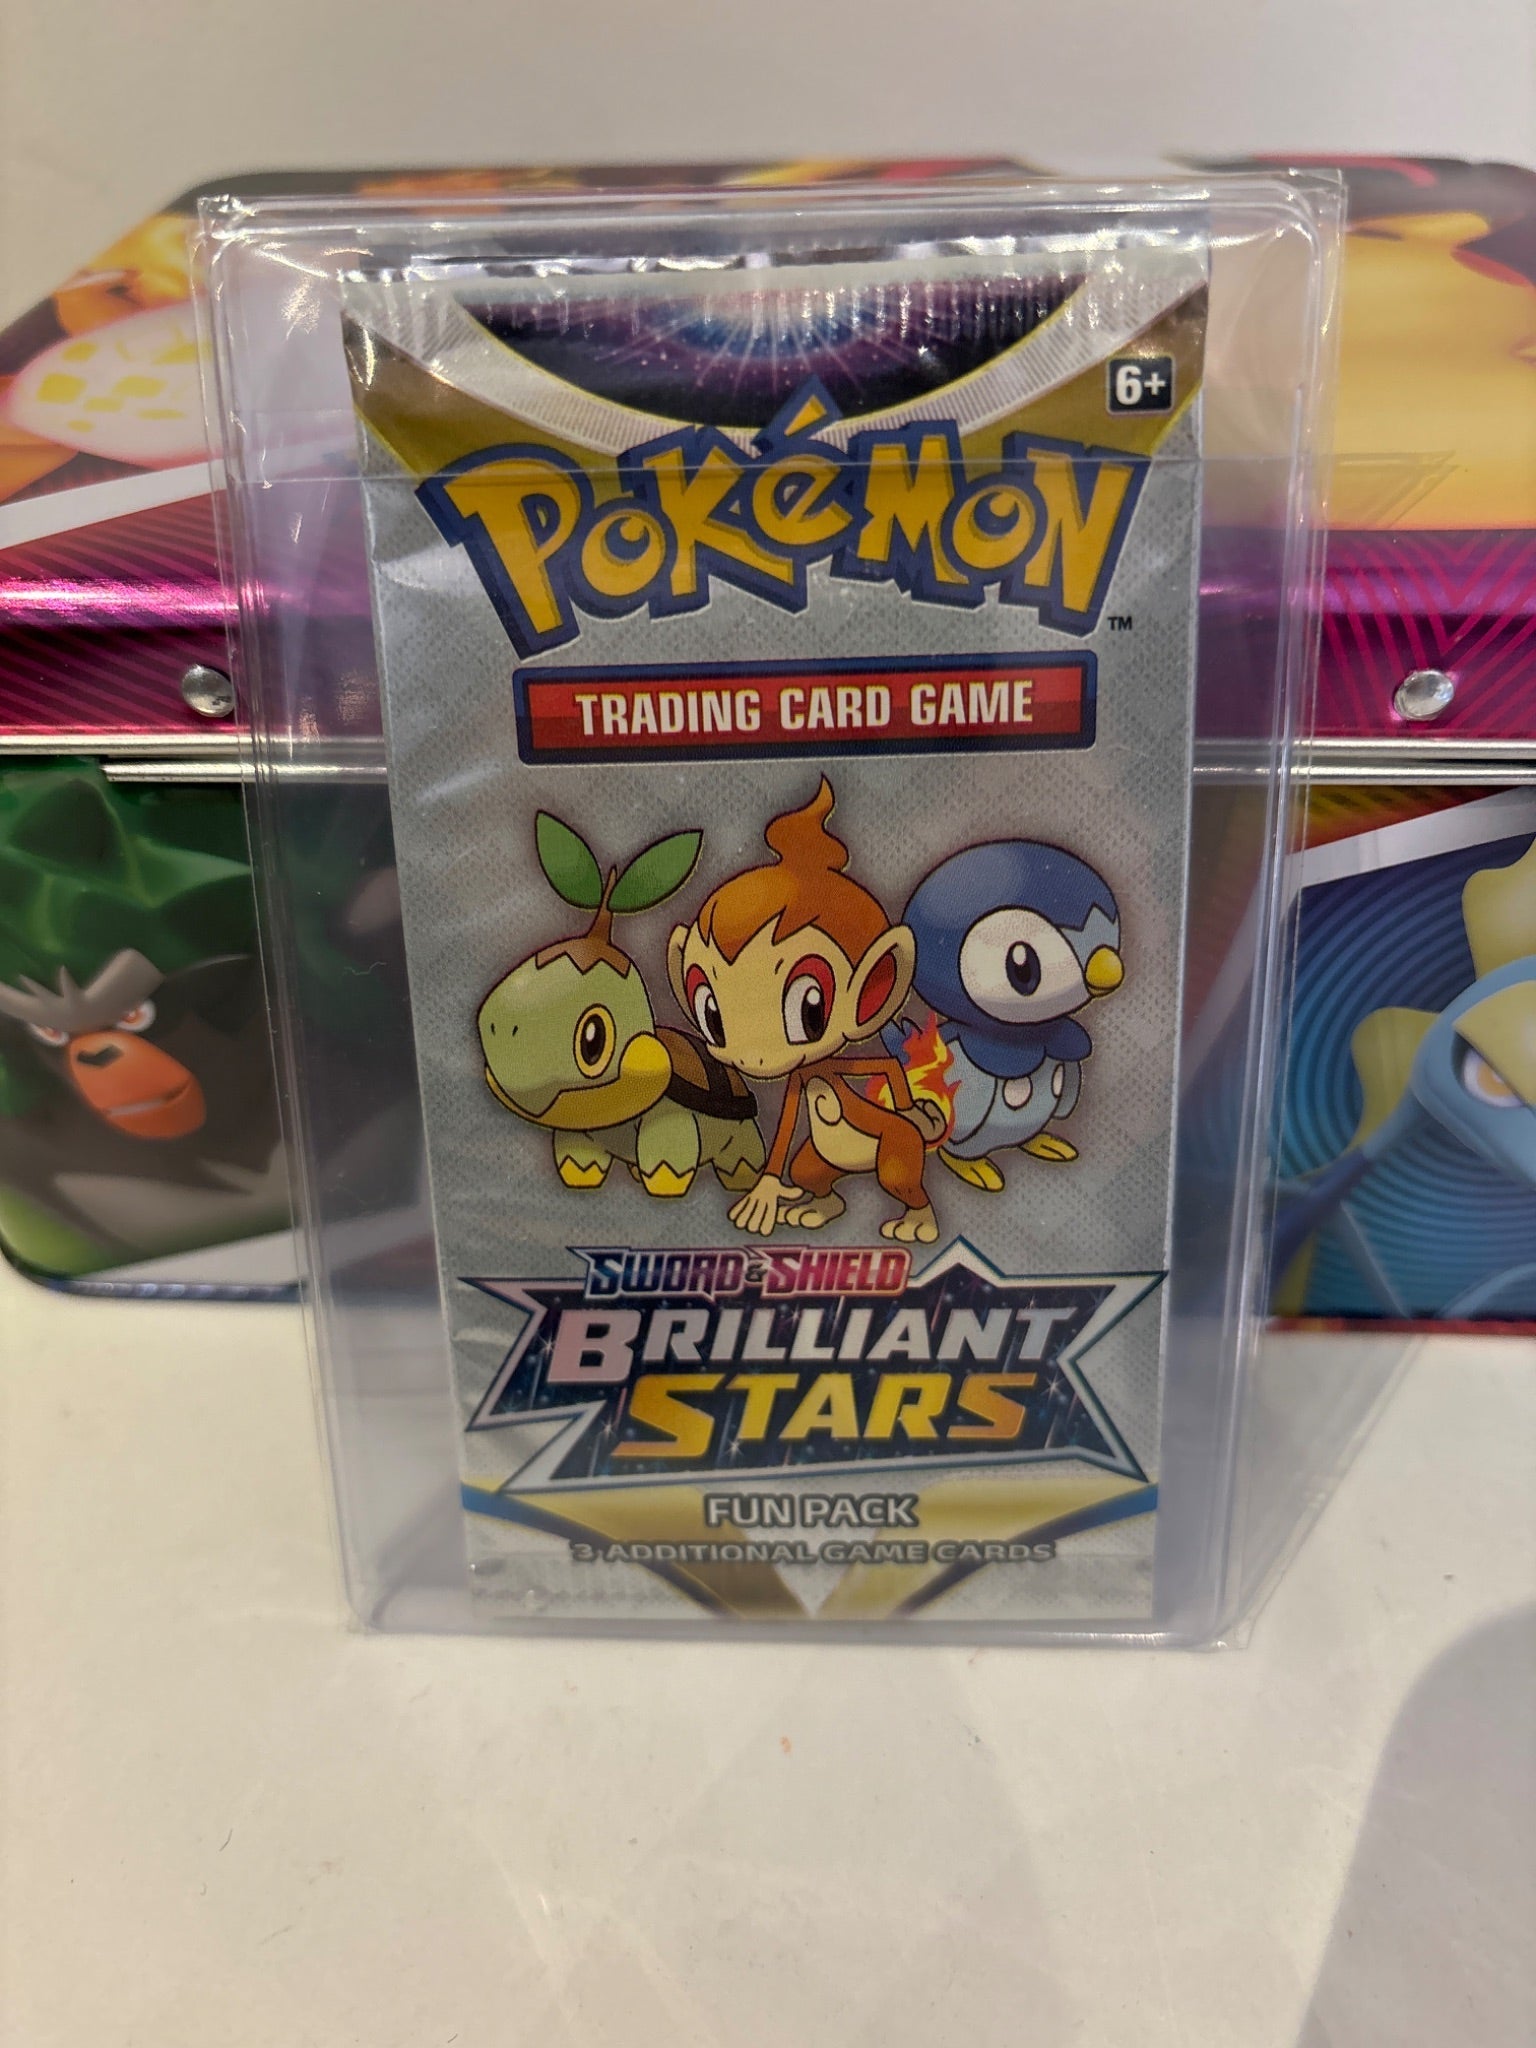 6+
POKéMON
TM
TRADING CARD GAME
SWORD & SHIELD
BRILLIANT
STARS
FUN PACK
3 ADDITIONAL GAME CARDS